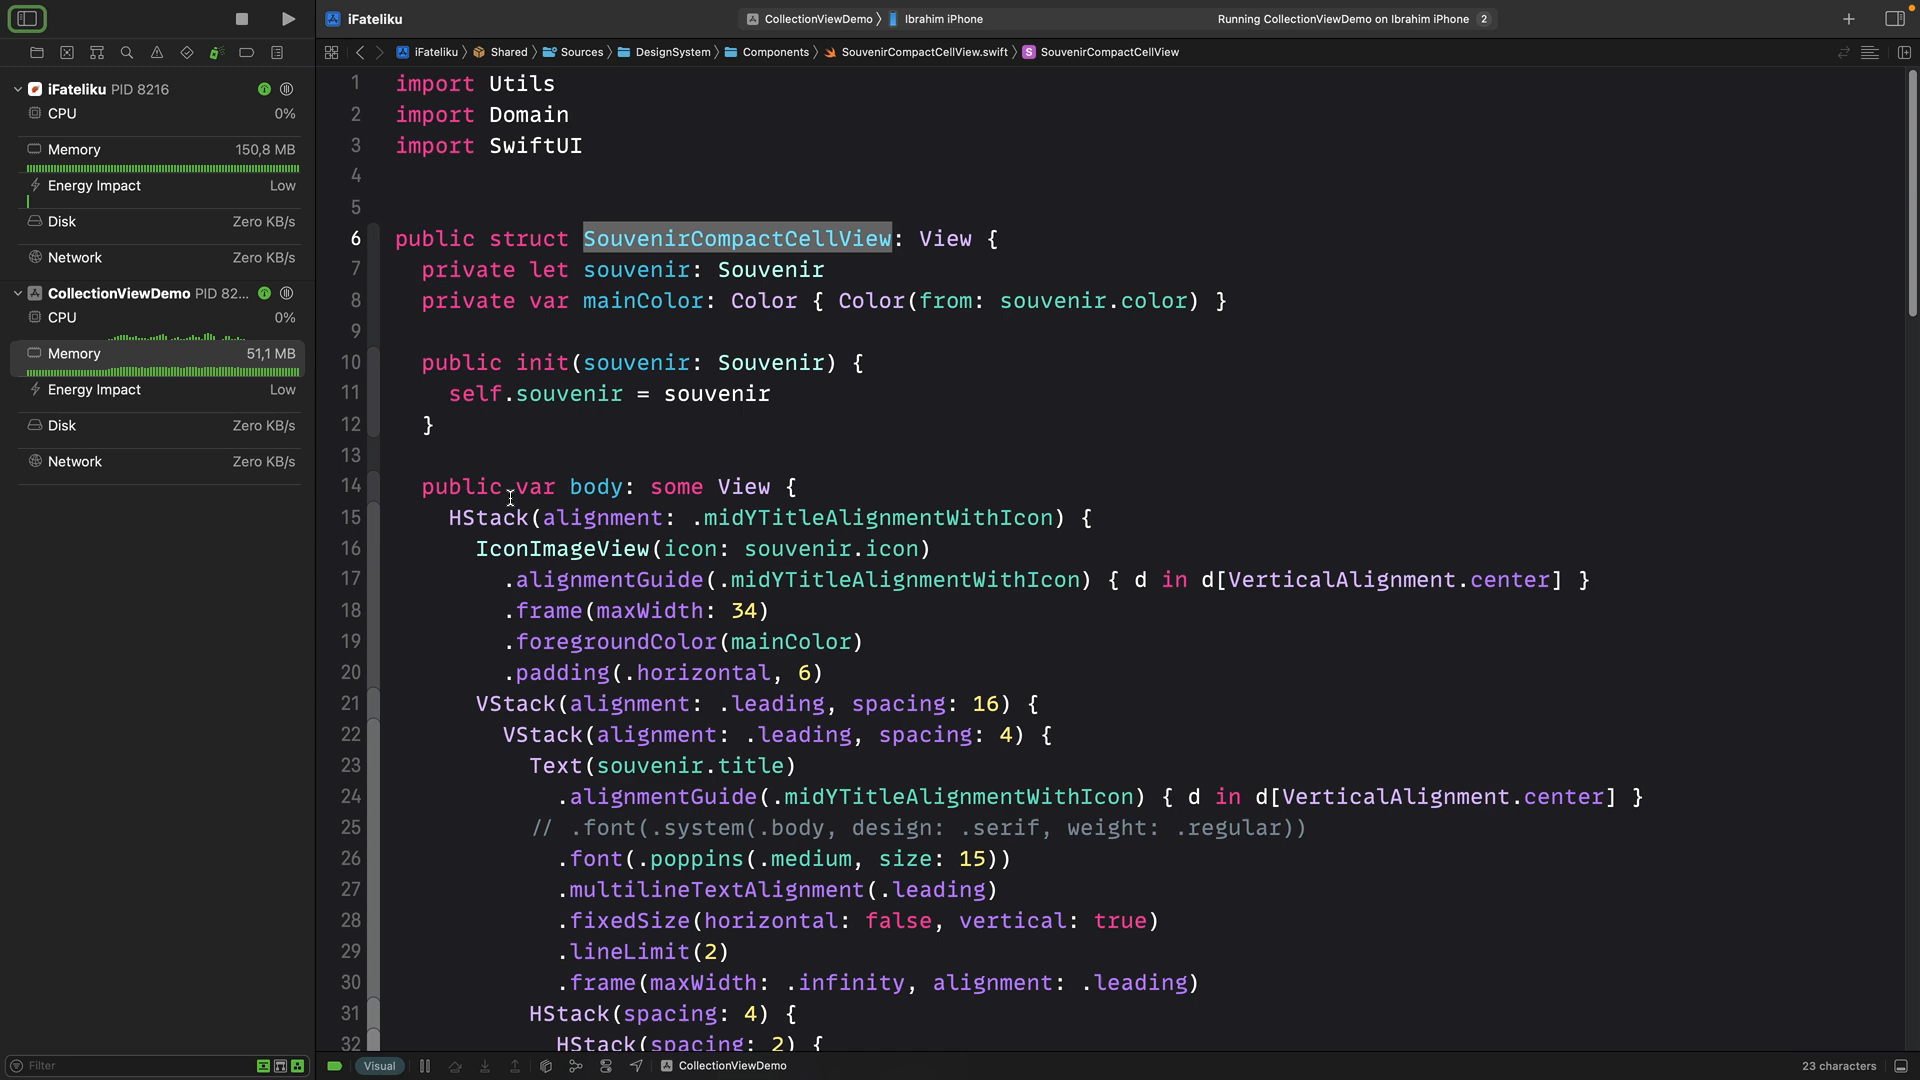 iFateliku
CollectionViewDemo
Ibrahim iPhone
Running CollectionViewDemo on Ibrahim iPhone 2
iFateliku
Shared
Sources
DesignSystem
Components
SouvenirCompactCellView.swift
S SouvenirCompactCellView
iFateliku PID 8216
CPU 0%
Memory 150,8 MB
Energy Impact Low
Disk Zero KB/s
Network Zero KB/s
CollectionViewDemo PID 82...
CPU 0%
Memory 51,1 MB
Energy Impact Low
Disk Zero KB/s
Network Zero KB/s
Filter
1 import Utils
2 import Domain
3 import SwiftUI
4
5
6 public struct SouvenirCompactCellView: View {
7 private let souvenir: Souvenir
8 private var mainColor: Color { Color(from: souvenir.color) }
9
10 public init(souvenir: Souvenir) {
11 self.souvenir = souvenir
12 }
13
14 public var body: some View {
15 HStack(alignment: .midYTitleAlignmentWithIcon) {
16 IconImageView(icon: souvenir.icon)
17 .alignmentGuide(.midYTitleAlignmentWithIcon) { d in d[VerticalAlignment.center] }
18 .frame(maxWidth: 34)
19 .foregroundColor(mainColor)
20 .padding(.horizontal, 6)
21 VStack(alignment: .leading, spacing: 16) {
22 VStack(alignment: .leading, spacing: 4) {
23 Text(souvenir.title)
24 .alignmentGuide(.midYTitleAlignmentWithIcon) { d in d[VerticalAlignment.center] }
25 // .font(.system(.body, design: .serif, weight: .regular))
26 .font(.poppins(.medium, size: 15))
27 .multilineTextAlignment(.leading)
28 .fixedSize(horizontal: false, vertical: true)
29 .lineLimit(2)
30 .frame(maxWidth: .infinity, alignment: .leading)
31 HStack(spacing: 4) {
32 HStack(spacing: 2) {
Visual
CollectionViewDemo
23 characters